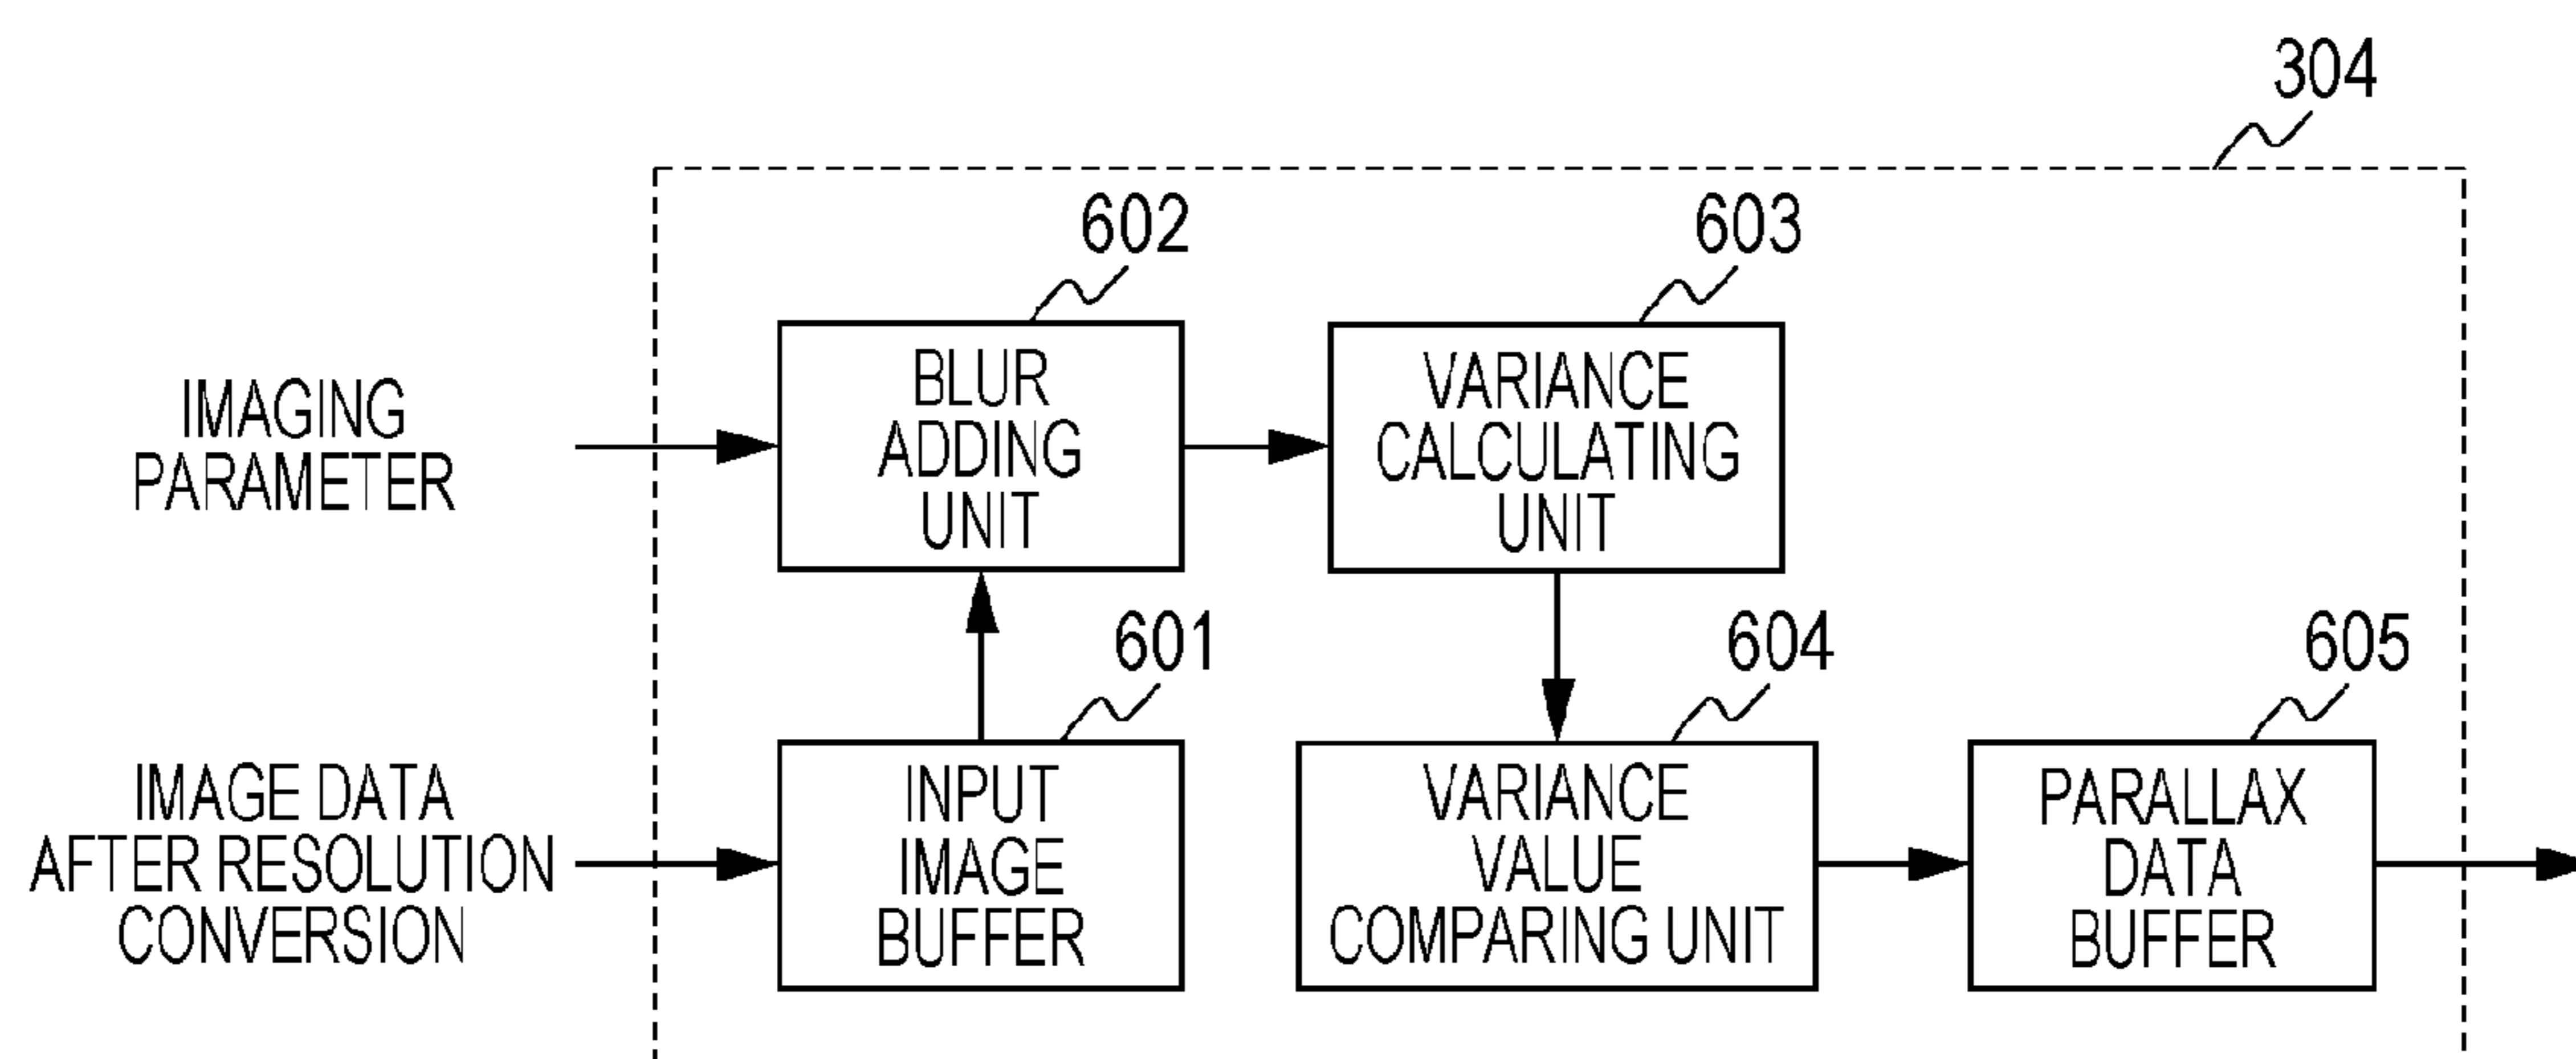 304
602
603
IMAGING
PARAMETER
BLUR
ADDING
UNIT
VARIANCE
CALCULATING
UNIT
601
604
605
IMAGE DATA
AFTER RESOLUTION
CONVERSION
INPUT
IMAGE
BUFFER
VARIANCE
VALUE
COMPARING UNIT
PARALLAX
DATA
BUFFER